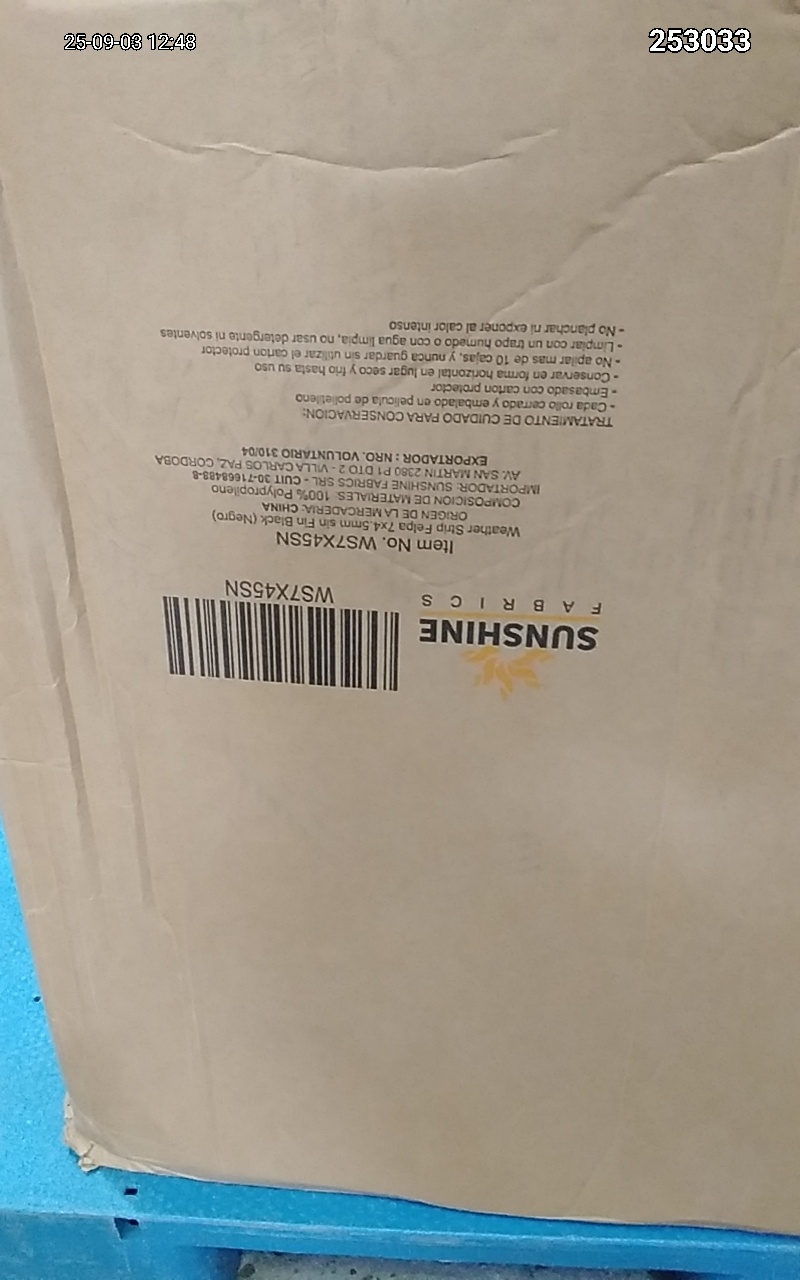 25-09-03 12:48
253033
SUNSHINE
FABRICS
WS7X45SN
Item No. WS7X45SN
Weather Strip Felpa 7x4.5mm sin Fin Black (Negro)
ORIGEN DE LA MERCADERIA: CHINA
COMPOSICION DE MATERIALES: 100% Polypropileno
IMPORTADOR: SUNSHINE FABRICS SRL - CUIT 30-71668483-8
AV. SAN MARTIN 2380 P1 DTO 2 - VILLA CARLOS PAZ, CORDOBA
EXPORTADOR : NRO. VOLUNTARIO 310/04
TRATAMIENTO DE CUIDADO PARA CONSERVACION:
- Cada rollo cerrado y embalado en pelicula de polietileno
- Embasado con carton protector
- Conservar en forma horizontal en lugar seco y frio hasta su uso
- No apilar mas de 10 cajas, y nunca guardar sin utilizar el carton protector
- Limpiar con un trapo humedo o con agua limpia, no usar detergente ni solventes
- No planchar ni exponer al calor intenso